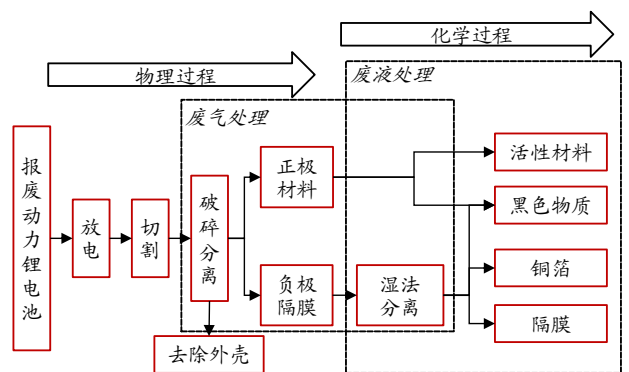 化学过程
物理过程
废液处理
废气处理
报废动力锂电池
放电
切割
破碎分离
正极
材料
负极
隔膜
湿法
分离
活性材料
黑色物质
铜箔
隔膜
去除外壳